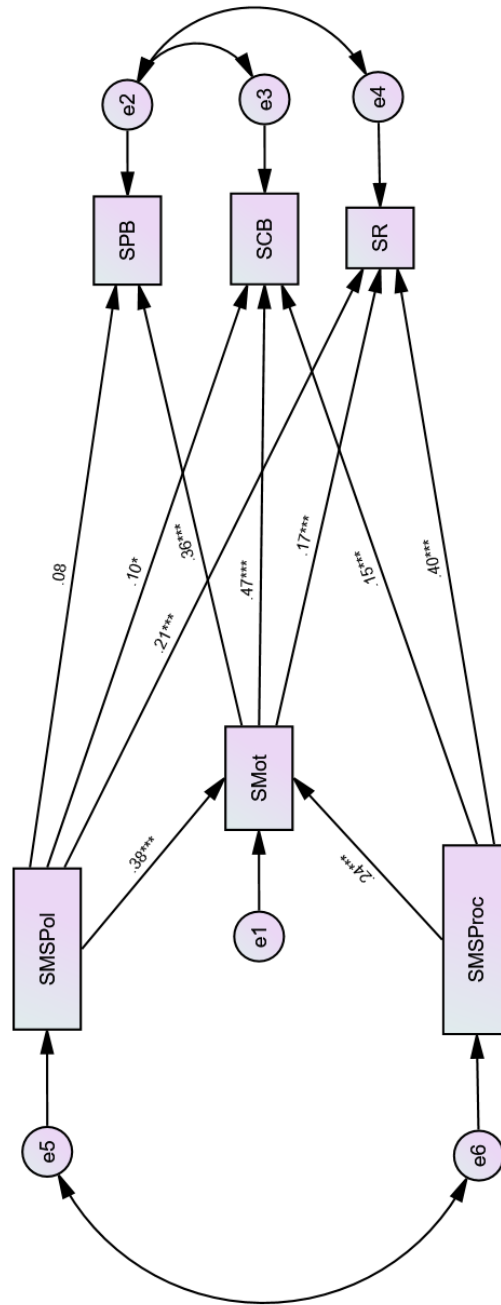 e5
SMSPol
.08
.10*
.21***
.38***
.36***
SPB
e2
e1
SMot
.47***
SCB
e3
.17***
.24***
.15***
SR
e4
e6
SMSProc
.40***